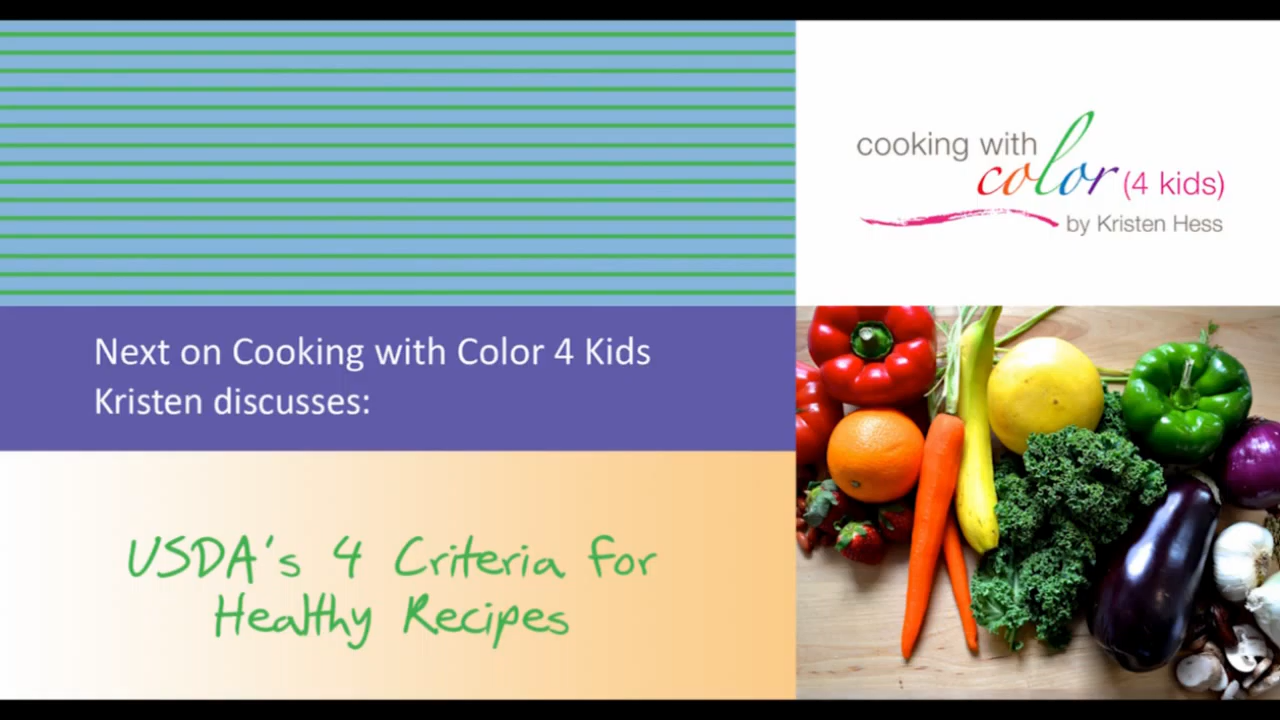 cooking with
color (4 kids)
by Kristen Hess
Next on Cooking with Color 4 Kids
Kristen discusses:
USDA's 4 Criteria for
Healthy Recipes